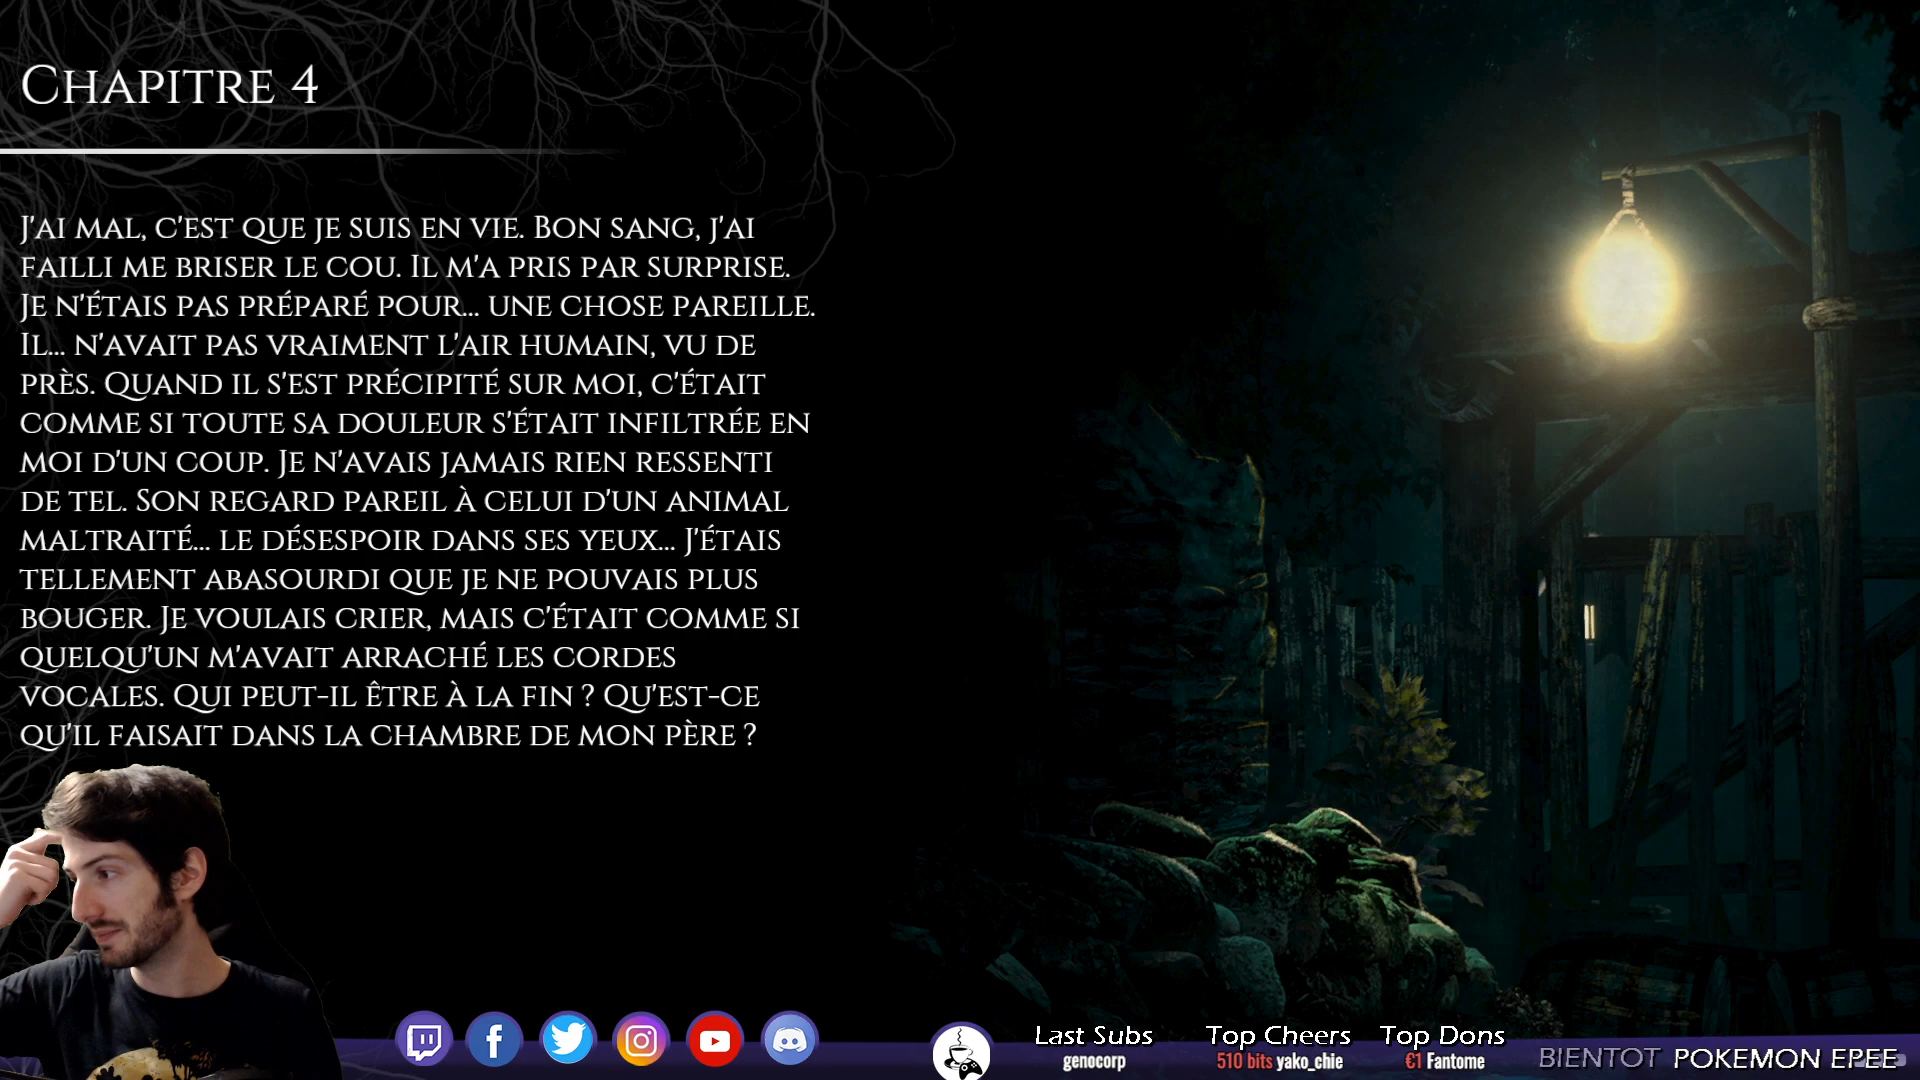 Chapitre 4
J'ai mal, c'est que je suis en vie. Bon sang, j'ai
failli me briser le cou. Il m'a pris par surprise.
Je n'étais pas préparé pour... une chose pareille.
Il... n'avait pas vraiment l'air humain, vu de
près. Quand il s'est précipité sur moi, c'était
comme si toute sa douleur s'était infiltrée en
moi d'un coup. Je n'avais jamais rien ressenti
de tel. Son regard pareil à celui d'un animal
maltraité... le désespoir dans ses yeux... J'étais
tellement abasourdi que je ne pouvais plus
bouger. Je voulais crier, mais c'était comme si
quelqu'un m'avait arraché les cordes
vocales. Qui peut-il être à la fin ? Qu'est-ce
qu'il faisait dans la chambre de mon père ?
Last Subs
genocorp
Top Cheers
510 bits yako_chie
Top Dons
€1 Fantome
BIENTOT POKEMON EPEE